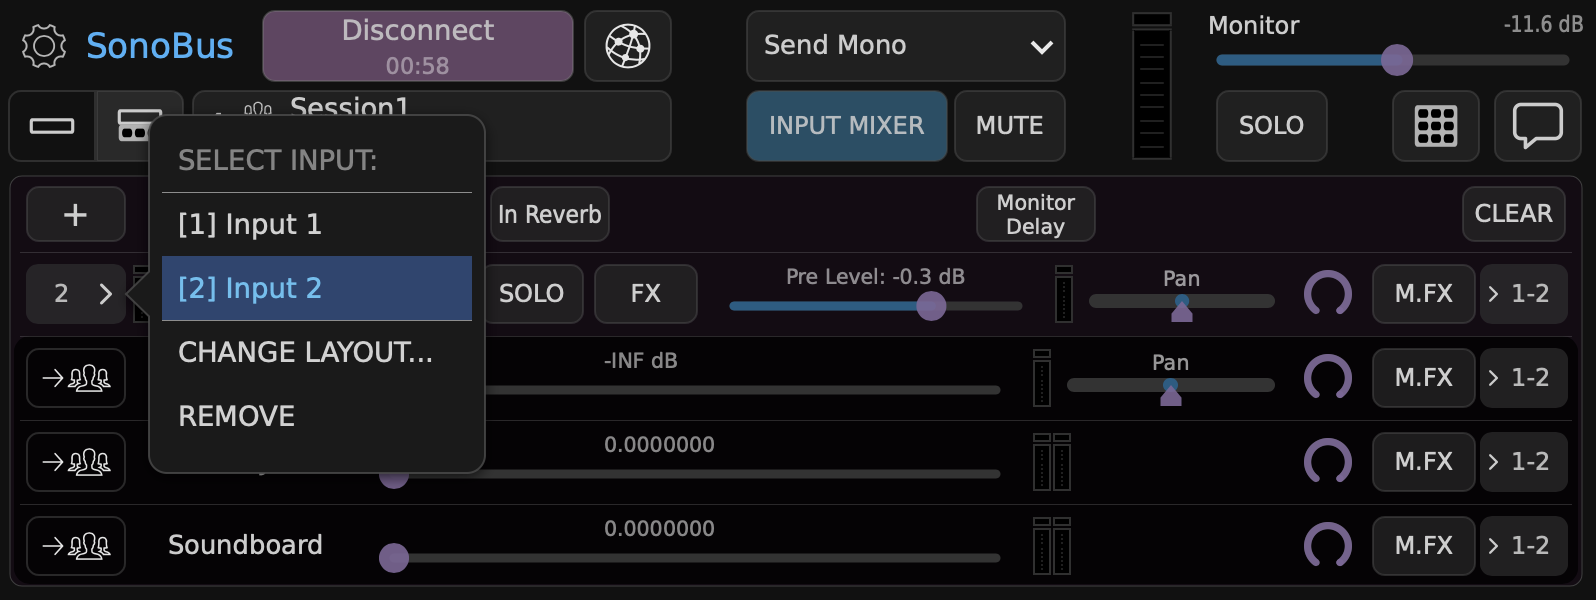 SonoBus
Disconnect
00:58
Send Mono
Monitor
-11.6 dB
Session1
INPUT MIXER
MUTE
SOLO
SELECT INPUT:
[1] Input 1
[2] Input 2
CHANGE LAYOUT...
REMOVE
+
In Reverb
Monitor
Delay
CLEAR
2
SOLO
FX
Pre Level: -0.3 dB
Pan
M.FX
1-2
-INF dB
Pan
M.FX
1-2
0.0000000
M.FX
1-2
Soundboard
0.0000000
M.FX
1-2